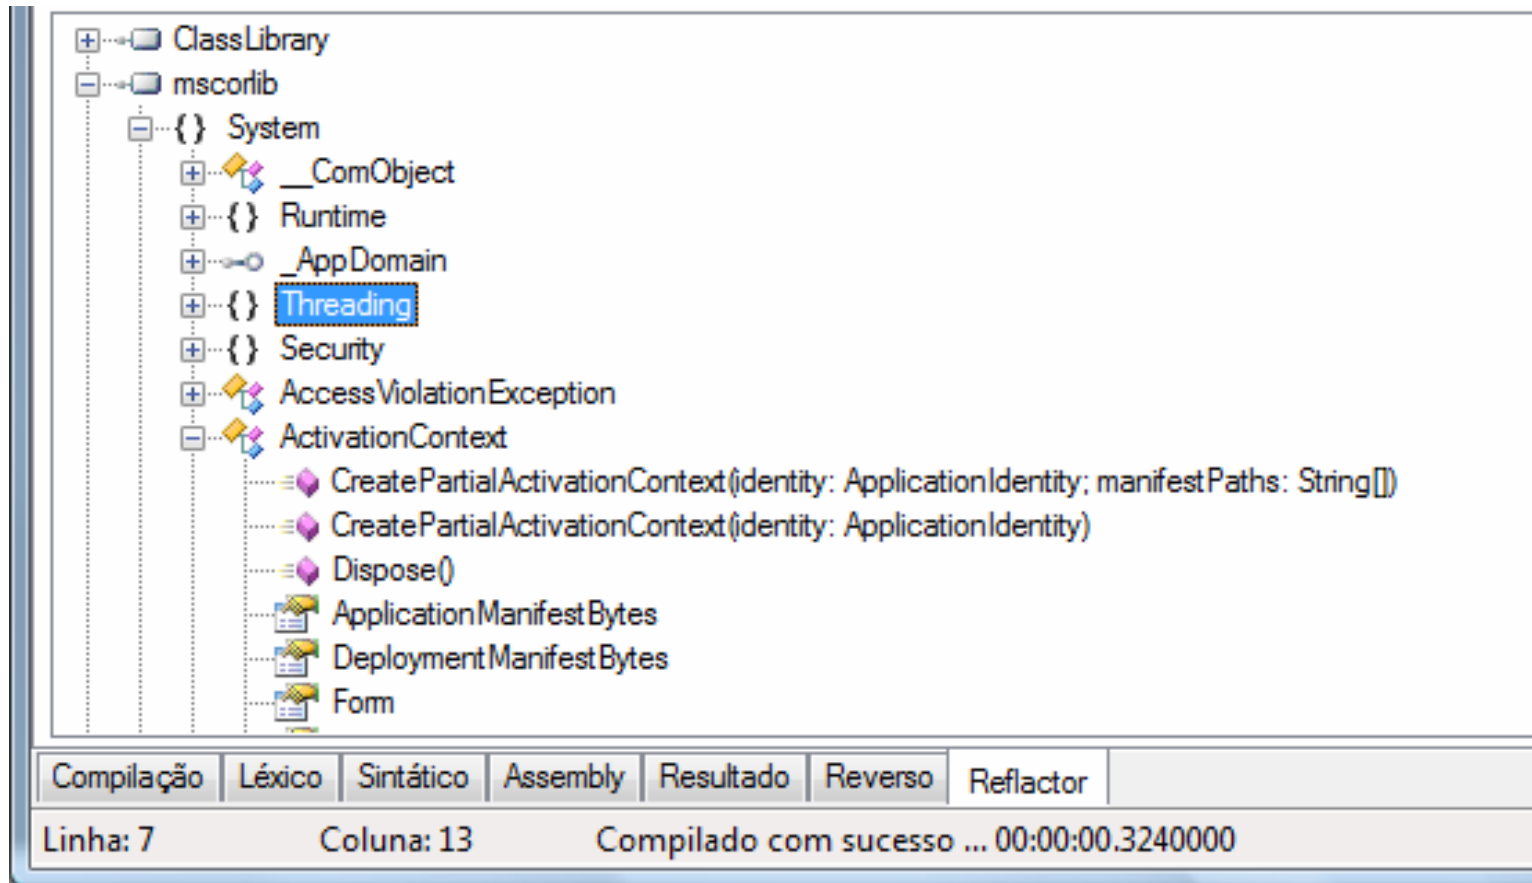 ClassLibrary
mscorlib
{} System
__ComObject
{} Runtime
_AppDomain
{} Threading
{} Security
AccessViolationException
ActivationContext
CreatePartialActivationContext(identity: ApplicationIdentity; manifestPaths: String[])
CreatePartialActivationContext(identity: ApplicationIdentity)
Dispose()
ApplicationManifestBytes
DeploymentManifestBytes
Form
Compilação Léxico Sintático Assembly Resultado Reverso Reflactor
Linha: 7 Coluna: 13 Compilado com sucesso ... 00:00:00.3240000